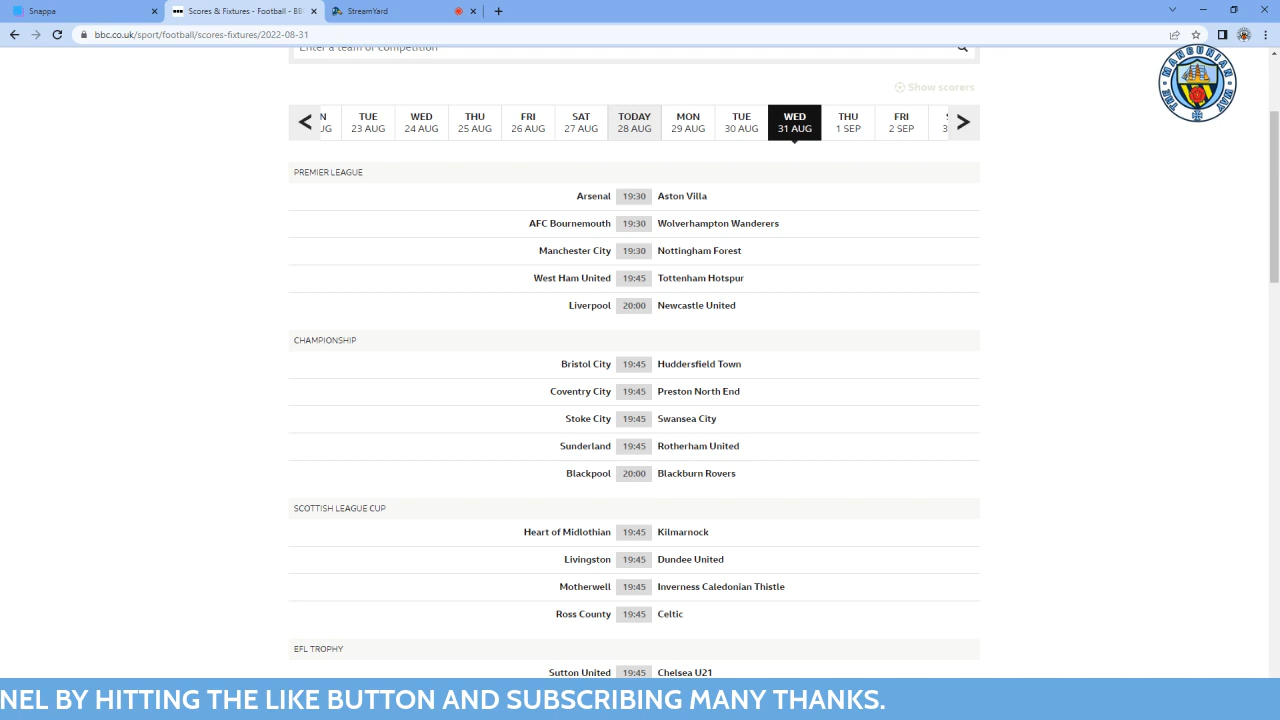 Snappa
Scores & Fixtures - Football - BB
StreamYard
bbc.co.uk/sport/football/scores-fixtures/2022-08-31
Enter a team or competition
Show scorers
N TUE WED THU FRI SAT TODAY MON TUE WED THU FRI S
UG 23 AUG 24 AUG 25 AUG 26 AUG 27 AUG 28 AUG 29 AUG 30 AUG 31 AUG 1 SEP 2 SEP 3
THE MANCUNIAN WAY
PREMIER LEAGUE
Arsenal 19:30 Aston Villa
AFC Bournemouth 19:30 Wolverhampton Wanderers
Manchester City 19:30 Nottingham Forest
West Ham United 19:45 Tottenham Hotspur
Liverpool 20:00 Newcastle United
CHAMPIONSHIP
Bristol City 19:45 Huddersfield Town
Coventry City 19:45 Preston North End
Stoke City 19:45 Swansea City
Sunderland 19:45 Rotherham United
Blackpool 20:00 Blackburn Rovers
SCOTTISH LEAGUE CUP
Heart of Midlothian 19:45 Kilmarnock
Livingston 19:45 Dundee United
Motherwell 19:45 Inverness Caledonian Thistle
Ross County 19:45 Celtic
EFL TROPHY
Sutton United 19:45 Chelsea U21
NEL BY HITTING THE LIKE BUTTON AND SUBSCRIBING MANY THANKS.